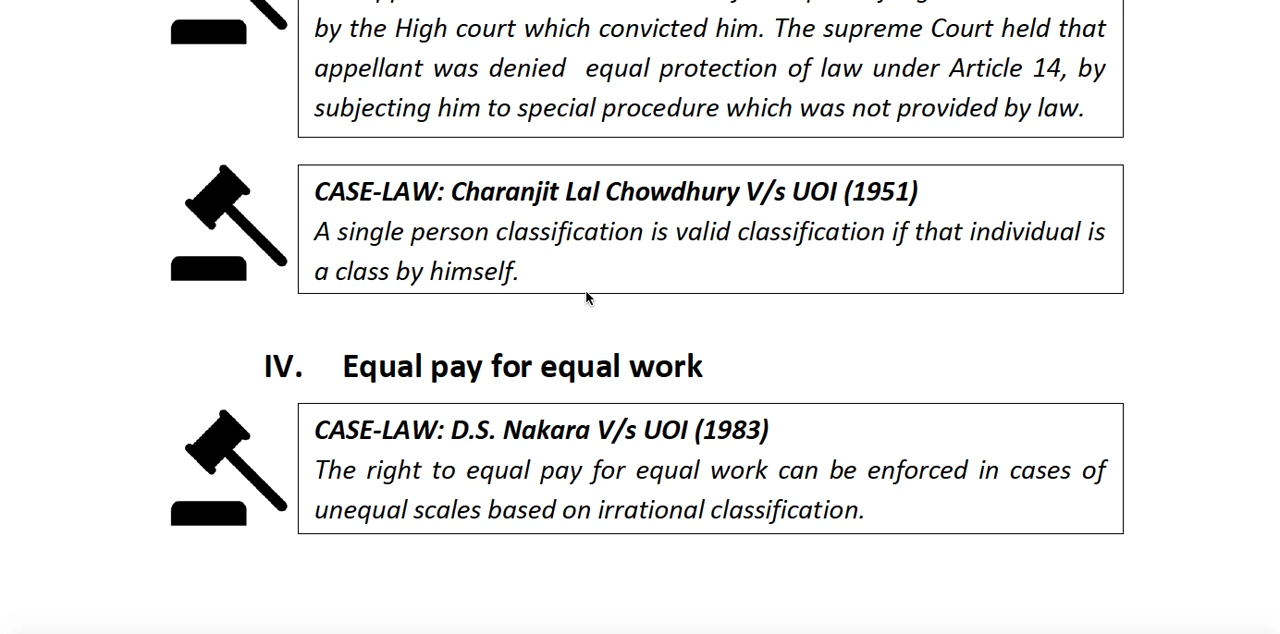 by the High court which convicted him. The supreme Court held that
appellant was denied  equal protection of law under Article 14, by
subjecting him to special procedure which was not provided by law.
CASE-LAW: Charanjit Lal Chowdhury V/s UOI (1951)
A single person classification is valid classification if that individual is
a class by himself.
IV. Equal pay for equal work
CASE-LAW: D.S. Nakara V/s UOI (1983)
The right to equal pay for equal work can be enforced in cases of
unequal scales based on irrational classification.